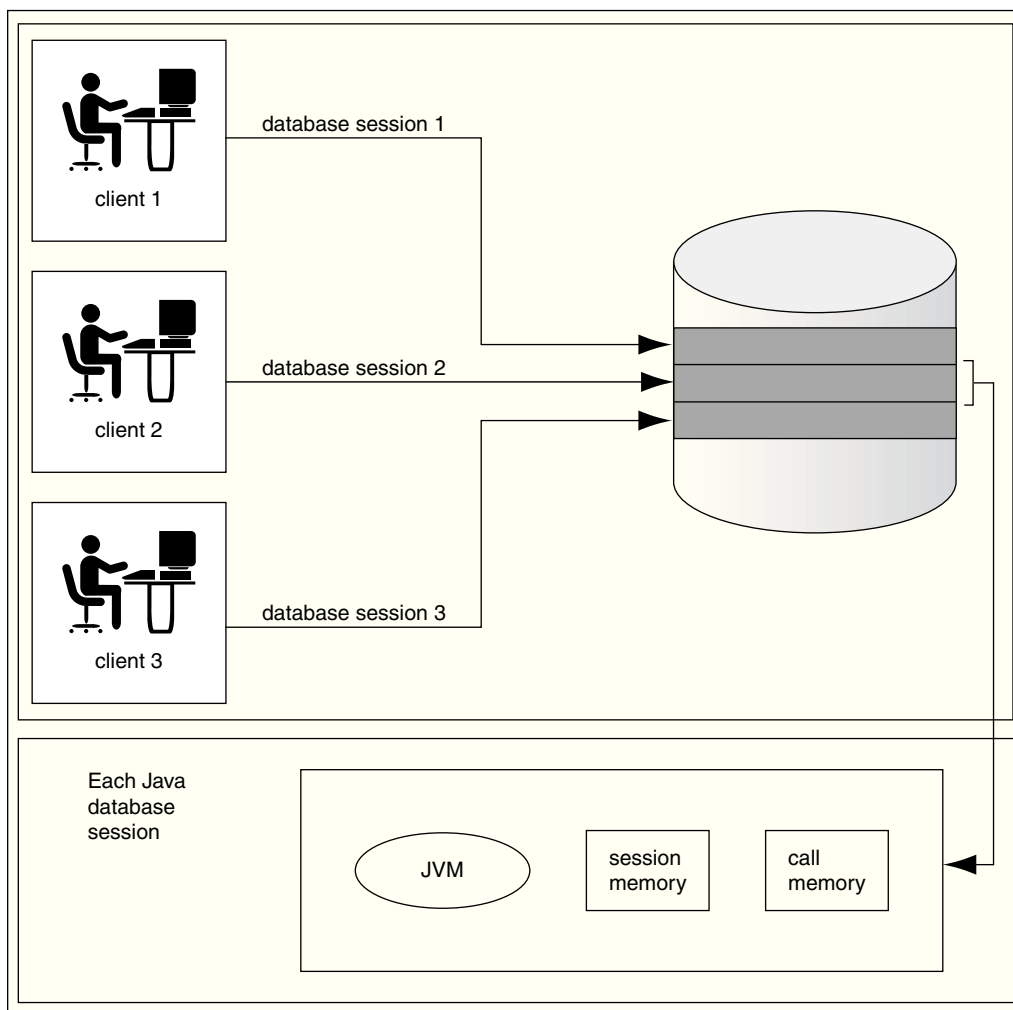 client 1
database session 1
client 2
database session 2
client 3
database session 3
Each Java
database
session
JVM
session
memory
call
memory